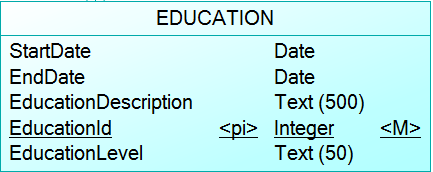 EDUCATION
StartDate Date
EndDate Date
EducationDescription Text (500)
EducationId <pi> Integer <M>
EducationLevel Text (50)